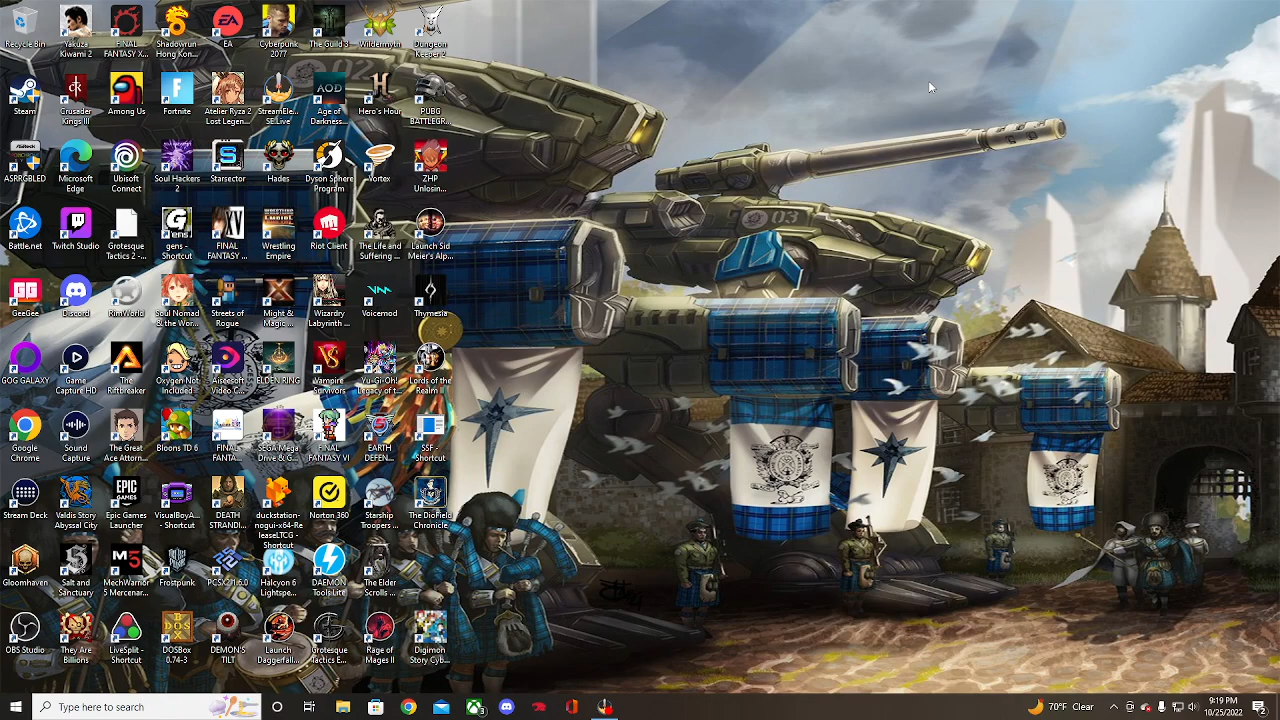 Recycle Bin
Yakuza
Kiwami 2
FINAL
FANTASY X...
Shadowrun
Hong Kon...
EA
Cyberpunk
2077
The Guild 3
Wildermyth
Dungeon
Keeper 2
Steam
Crusader
Kings III
Among Us
Fortnite
Atelier Ryza 2
Lost Legen...
StreamEle...
SE.Live
Age of
Darkness...
Hero's Hour
PUBG
BATTLEGR...
ASRRGBLED
Microsoft
Edge
Ubisoft
Connect
Soul Hackers
2
Starsector
Hades
Dyson Sphere
Program
Vortex
ZHP
Unlosin...
Battle.net
Twitch Studio
Grotesque
Tactics 2 -...
gens -
Shortcut
FINAL
FANTASY ...
Wrestling
Empire
Riot Client
The Life and
Suffering ...
Launch Sid
Meier's Alp...
GeeGee
Discord
RimWorld
Soul Nomad
& the Wor...
Streets of
Rogue
Might &
Magic ...
Wizardry
Labyrinth ...
Voicemod
Thymesia
GOG GALAXY
Game
Capture HD
The
Riftbreaker
Oxygen Not
Included
Aiseesoft
Video C...
ELDEN RING
Vampire
Survivors
Yu-Gi-Oh!
Legacy of t...
Lords of the
Realm II
Google
Chrome
Sound
Capture
The Great
Ace Attorn...
Bloons TD 6
FINAL
FANTA...
SEGA Mega
Drive & G...
FINAL
FANTASY VI
EARTH
DEFEN...
SSF -
Shortcut
Stream Deck
Midas Story
Abyssal City
Epic Games
Launcher
VisualBoyA...
- Shortcut
DEATH
STRANDI...
duckstation-
nogui-x64-Re
leaseLTCG -
Shortcut
Norton 360
Starship
Troopers ...
The DioField
Chronicle
Gloomhaven
Salt and
Sanctuary
MechWarrior
5 Mercenar...
Frostpunk
PCSX2 1.6.0
Halcyon 6
Lightspe...
DAEMON
Tools Lite
The Elder
Scrolls ...
OBS Studio
They Are
Billions
LiveSplit -
Shortcut
DOSBox
0.74-3
DEMON'S
TILT
Launch
Daggerfall...
Grotesque
Tactics E...
Rage of
Mages II
Digimon
Story Cyb...
02
03
Type here to search
70°F Clear
9:19 PM
10/25/2022